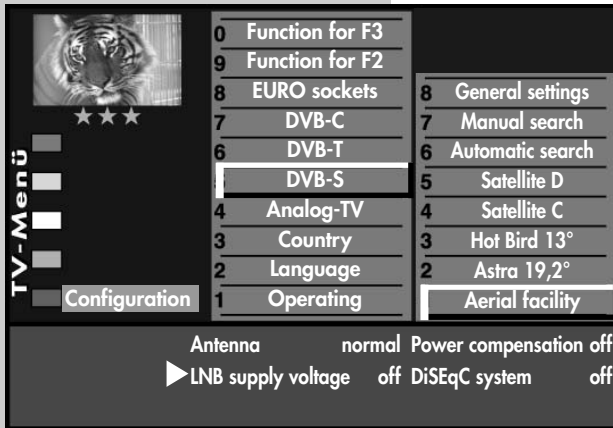 TV-Menü
Configuration
0 Function for F3
9 Function for F2
8 EURO sockets
7 DVB-C
6 DVB-T
DVB-S
4 Analog-TV
3 Country
2 Language
1 Operating
8 General settings
7 Manual search
6 Automatic search
5 Satellite D
4 Satellite C
3 Hot Bird 13°
2 Astra 19,2°
Aerial facility
Antenna normal Power compensation off
LNB supply voltage off DiSEqC system off